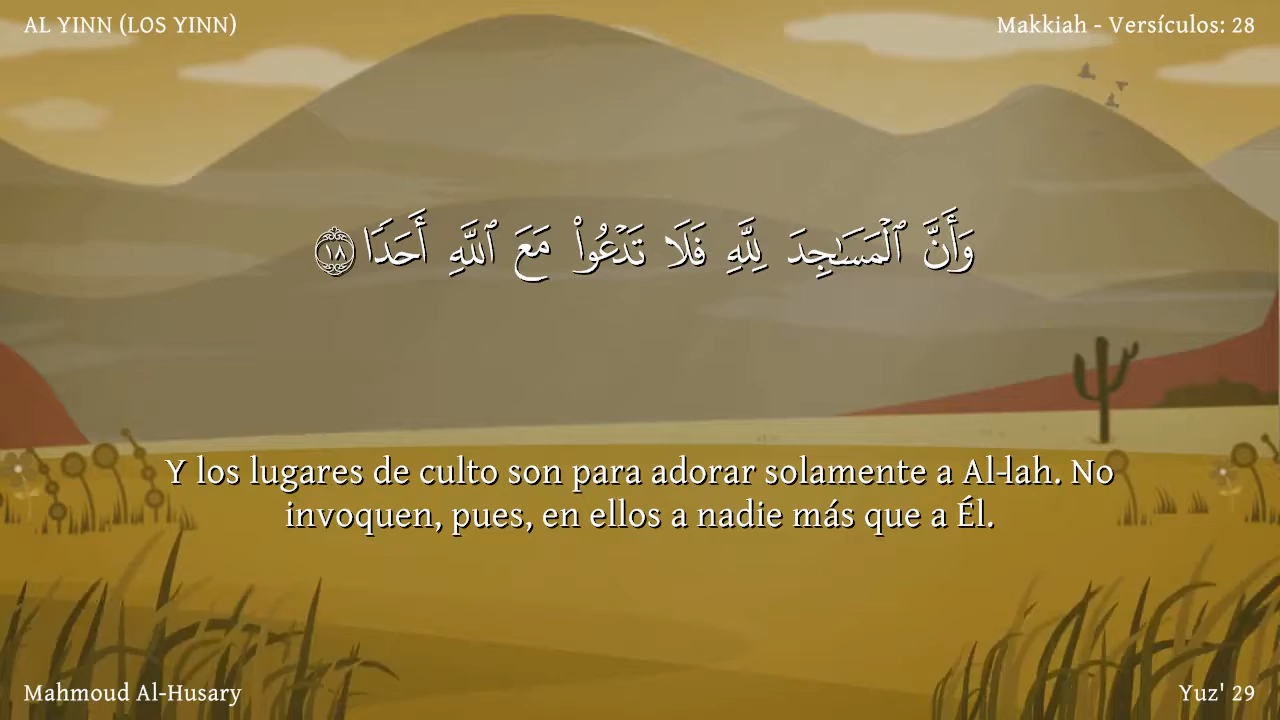 AL YINN (LOS YINN)
Makkiah - Versículos: 28
وَأَنَّ ٱلْمَسَـٰجِدَ لِلَّهِ فَلَا تَدْعُوا۟ مَعَ ٱللَّهِ أَحَدًا ١٨
Y los lugares de culto son para adorar solamente a Al-lah. No
invoquen, pues, en ellos a nadie más que a Él.
Mahmoud Al-Husary
Yuz' 29